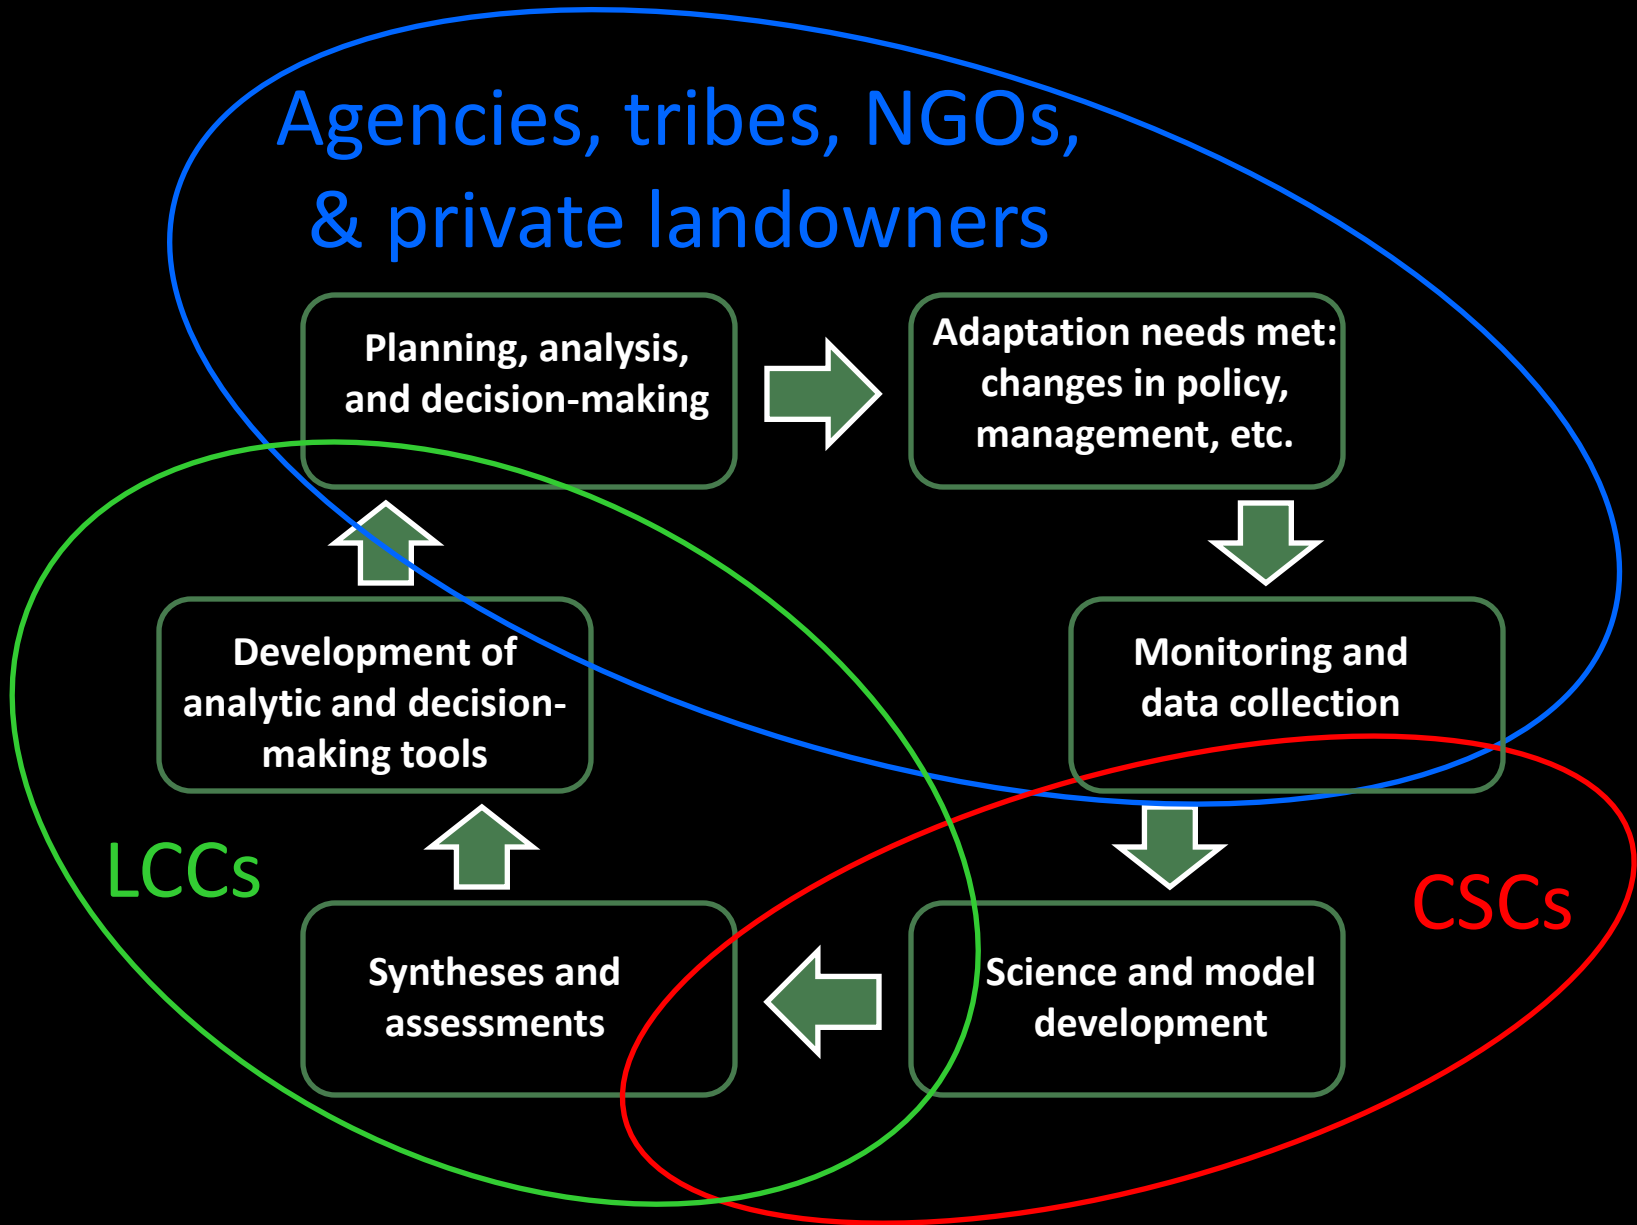 Agencies, tribes, NGOs,
& private landowners
Planning, analysis,
and decision-making
Adaptation needs met:
changes in policy,
management, etc.
Development of
analytic and decision-
making tools
Monitoring and
data collection
LCCs
CSCs
Syntheses and
assessments
Science and model
development